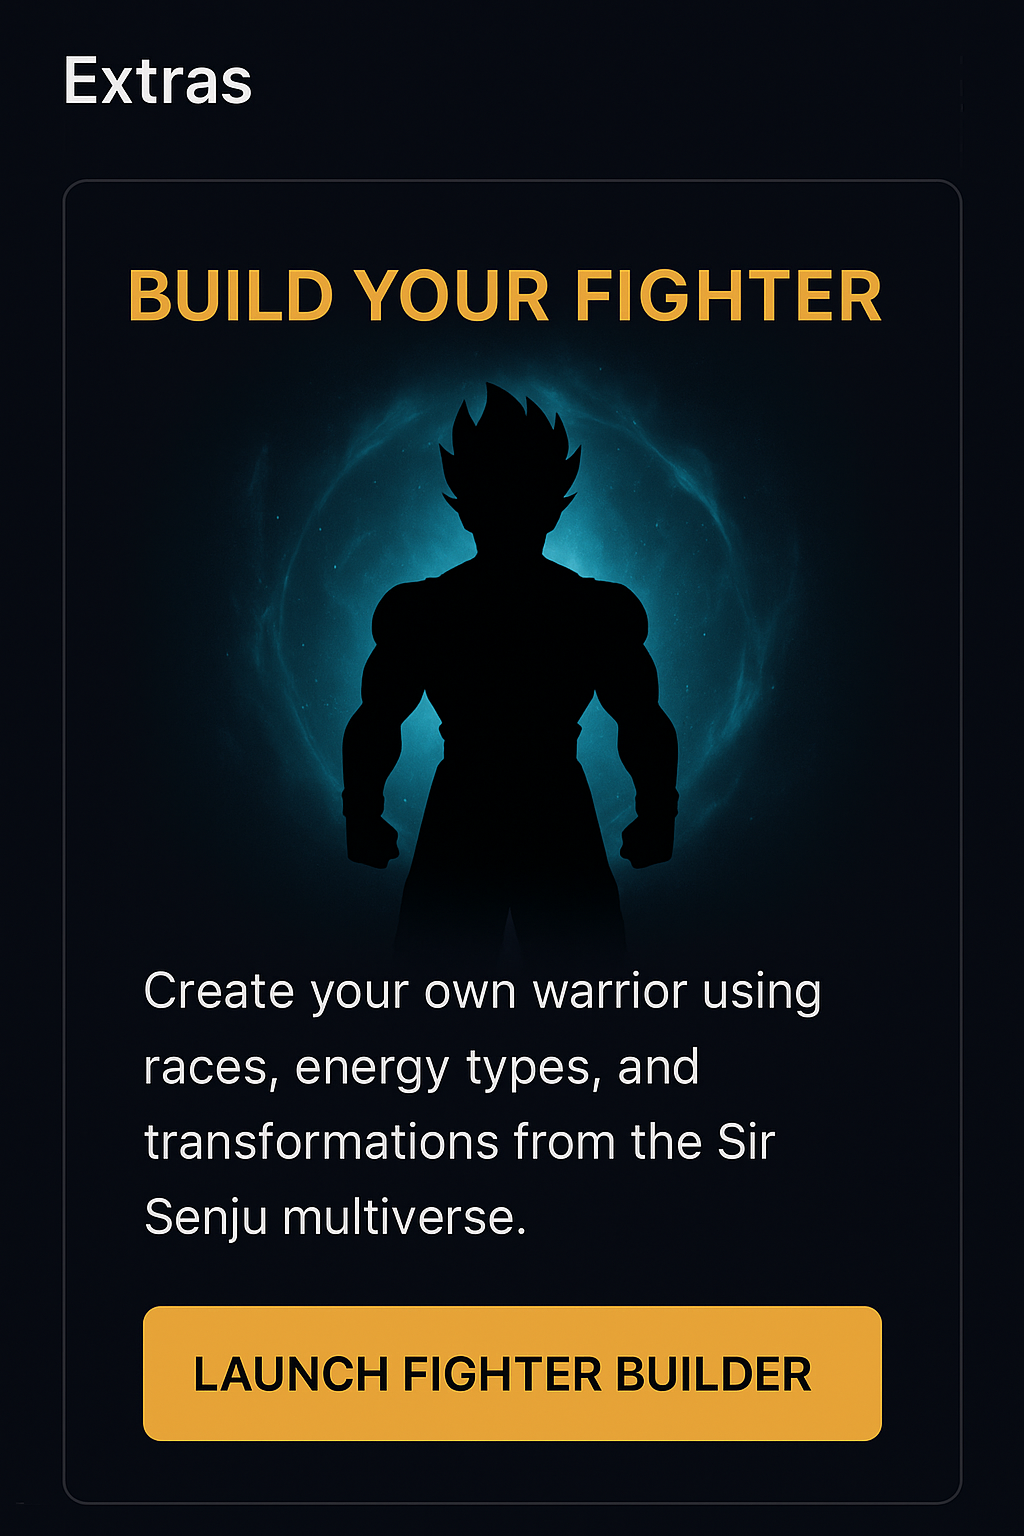 Extras
BUILD YOUR FIGHTER
Create your own warrior using
races, energy types, and
transformations from the Sir
Senju multiverse.
LAUNCH FIGHTER BUILDER